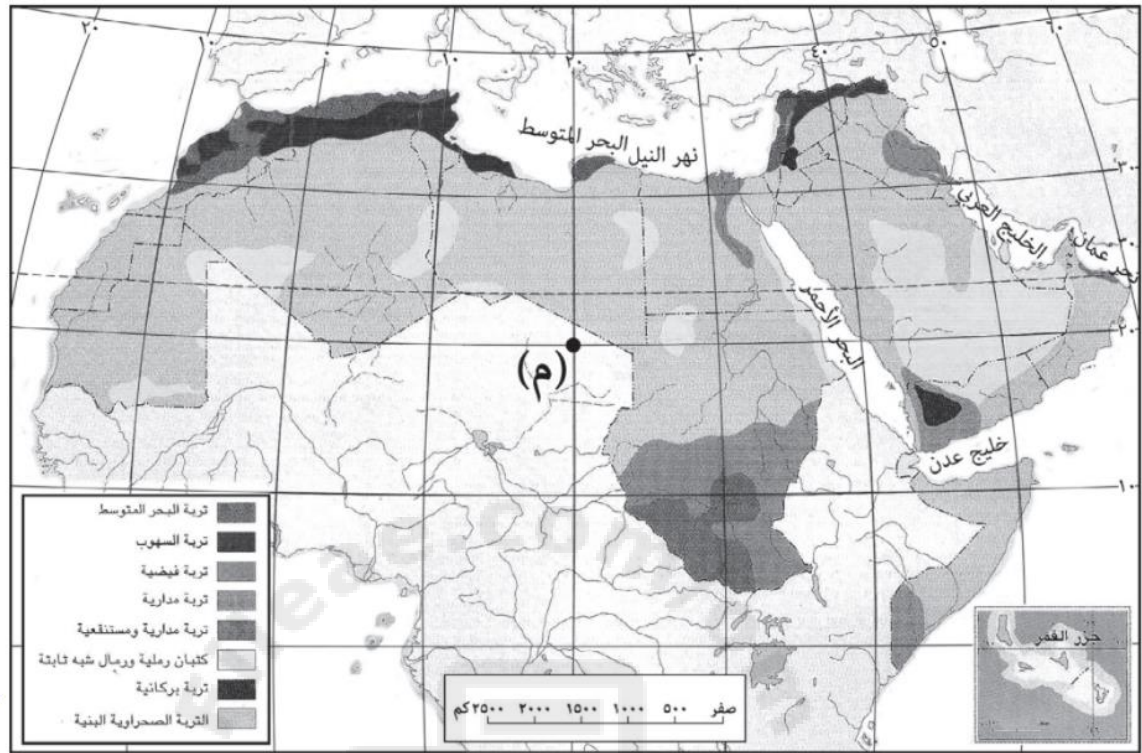 ٢٠ ١٠ ٠ ١٠ ٢٠ ٣٠ ٤٠ ٥٠ ٦٠
البحر المتوسط
نهر النيل
٣٠
الخليج العربي
بحر عمان
٣٠
البحر الأحمر
٢٠
(م)
خليج عدن
١٠
تربة البحر المتوسط
تربة السهوب
تربة فيضية
تربة مدارية
تربة مدارية ومستنقعية
كثبان رملية ورمال شبه ثابتة
تربة بركانية
التربة الصحراوية البنية
صفر ٥٠٠ ١٠٠٠ ١٥٠٠ ٢٠٠٠ ٢٥٠٠كم
جزر القمر